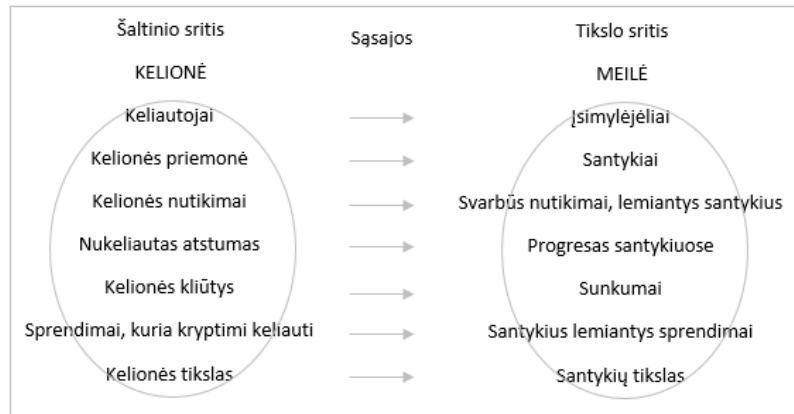 Šaltinio sritis Sąsajos Tikslo sritis
KELIONĖ MEILĖ
Keliautojai Įsimylėjėliai
Kelionės priemonė Santykiai
Kelionės nutikimai Svarbūs nutikimai, lemiantys santykius
Nukeliautas atstumas Progresas santykiuose
Kelionės kliūtys Sunkumai
Sprendimai, kuria kryptimi keliauti Santykius lemiantys sprendimai
Kelionės tikslas Santykių tikslas